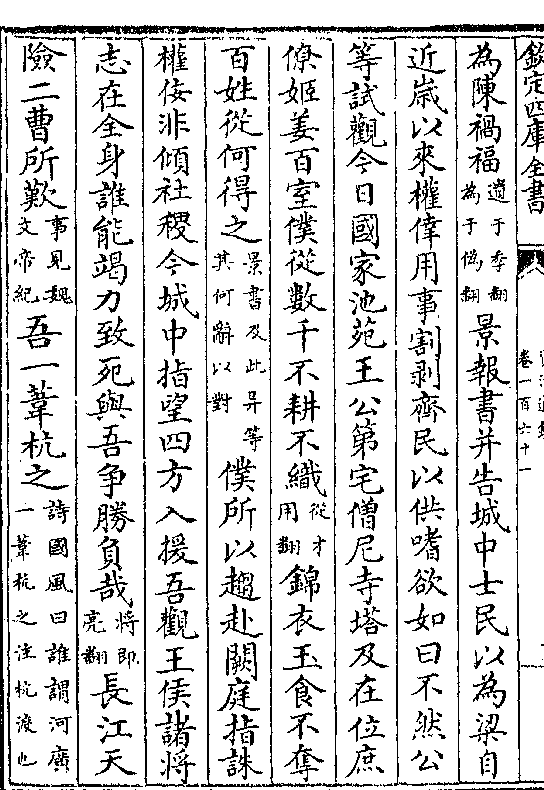 欽定四庫全書
卷一百六十一
為陳禍福遺于季翻為于偽翻景報書并告城中士民以為梁自
近嵗以來權倖用事割剥齊民以供嗜欲如曰不然公
等試觀今日國家池苑王公第宅僧尼寺塔及在位庶
僚姬姜百室僕從數千不耕不織從才用翻錦衣玉食不奪
百姓從何得之景書及此昇等其何辭以對僕所以趨赴闕庭指誅
權佞非傾社稷今城中指望四方入援吾觀王侯諸將
志在全身誰能竭力致死與吾争勝負哉將即亮翻長江天
險二曹所歎事見魏文帝紀吾一葦杭之詩國風曰誰謂河廣一葦杭之注杭渡也